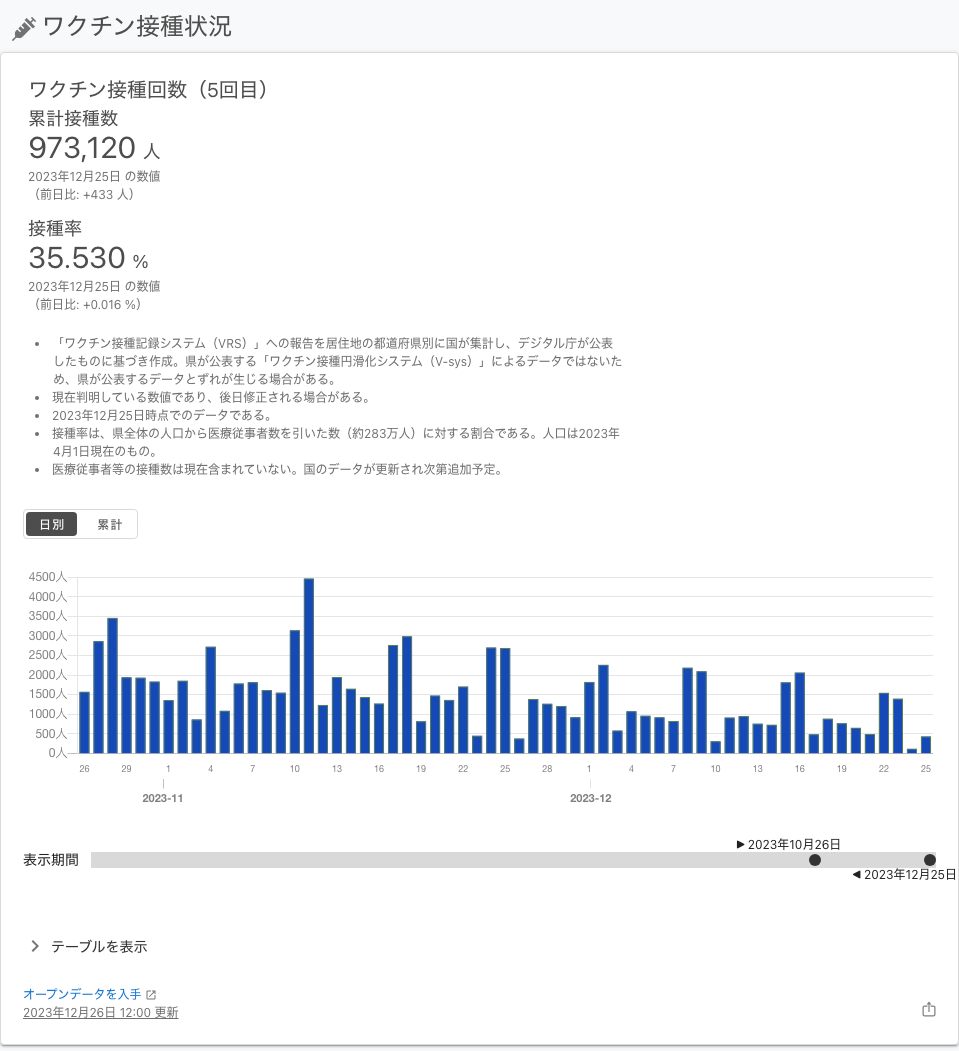 ワクチン接種状況
ワクチン接種回数（5回目）
累計接種数
973,120 人
2023年12月25日 の数値
（前日比: +433 人）
接種率
35.530 %
2023年12月25日 の数値
（前日比: +0.016 %）
• 「ワクチン接種記録システム（VRS）」への報告を居住地の都道府県別に国が集計し、デジタル庁が公表
したものに基づき作成。県が公表する「ワクチン接種円滑化システム（V-sys）」によるデータではないた
め、県が公表するデータとずれが生じる場合がある。
• 現在判明している数値であり、後日修正される場合がある。
• 2023年12月25日時点でのデータである。
• 接種率は、県全体の人口から医療従事者数を引いた数（約283万人）に対する割合である。人口は2023年
4月1日現在のもの。
• 医療従事者等の接種数は現在含まれていない。国のデータが更新され次第追加予定。
日別 累計
4500人
4000人
3500人
3000人
2500人
2000人
1500人
1000人
500人
0人
26 29 1 4 7 10 13 16 19 22 25 28 1 4 7 10 13 16 19 22 25
2023-11 2023-12
▶ 2023年10月26日
表示期間
◀ 2023年12月25日
テーブルを表示
オープンデータを入手
2023年12月26日 12:00 更新